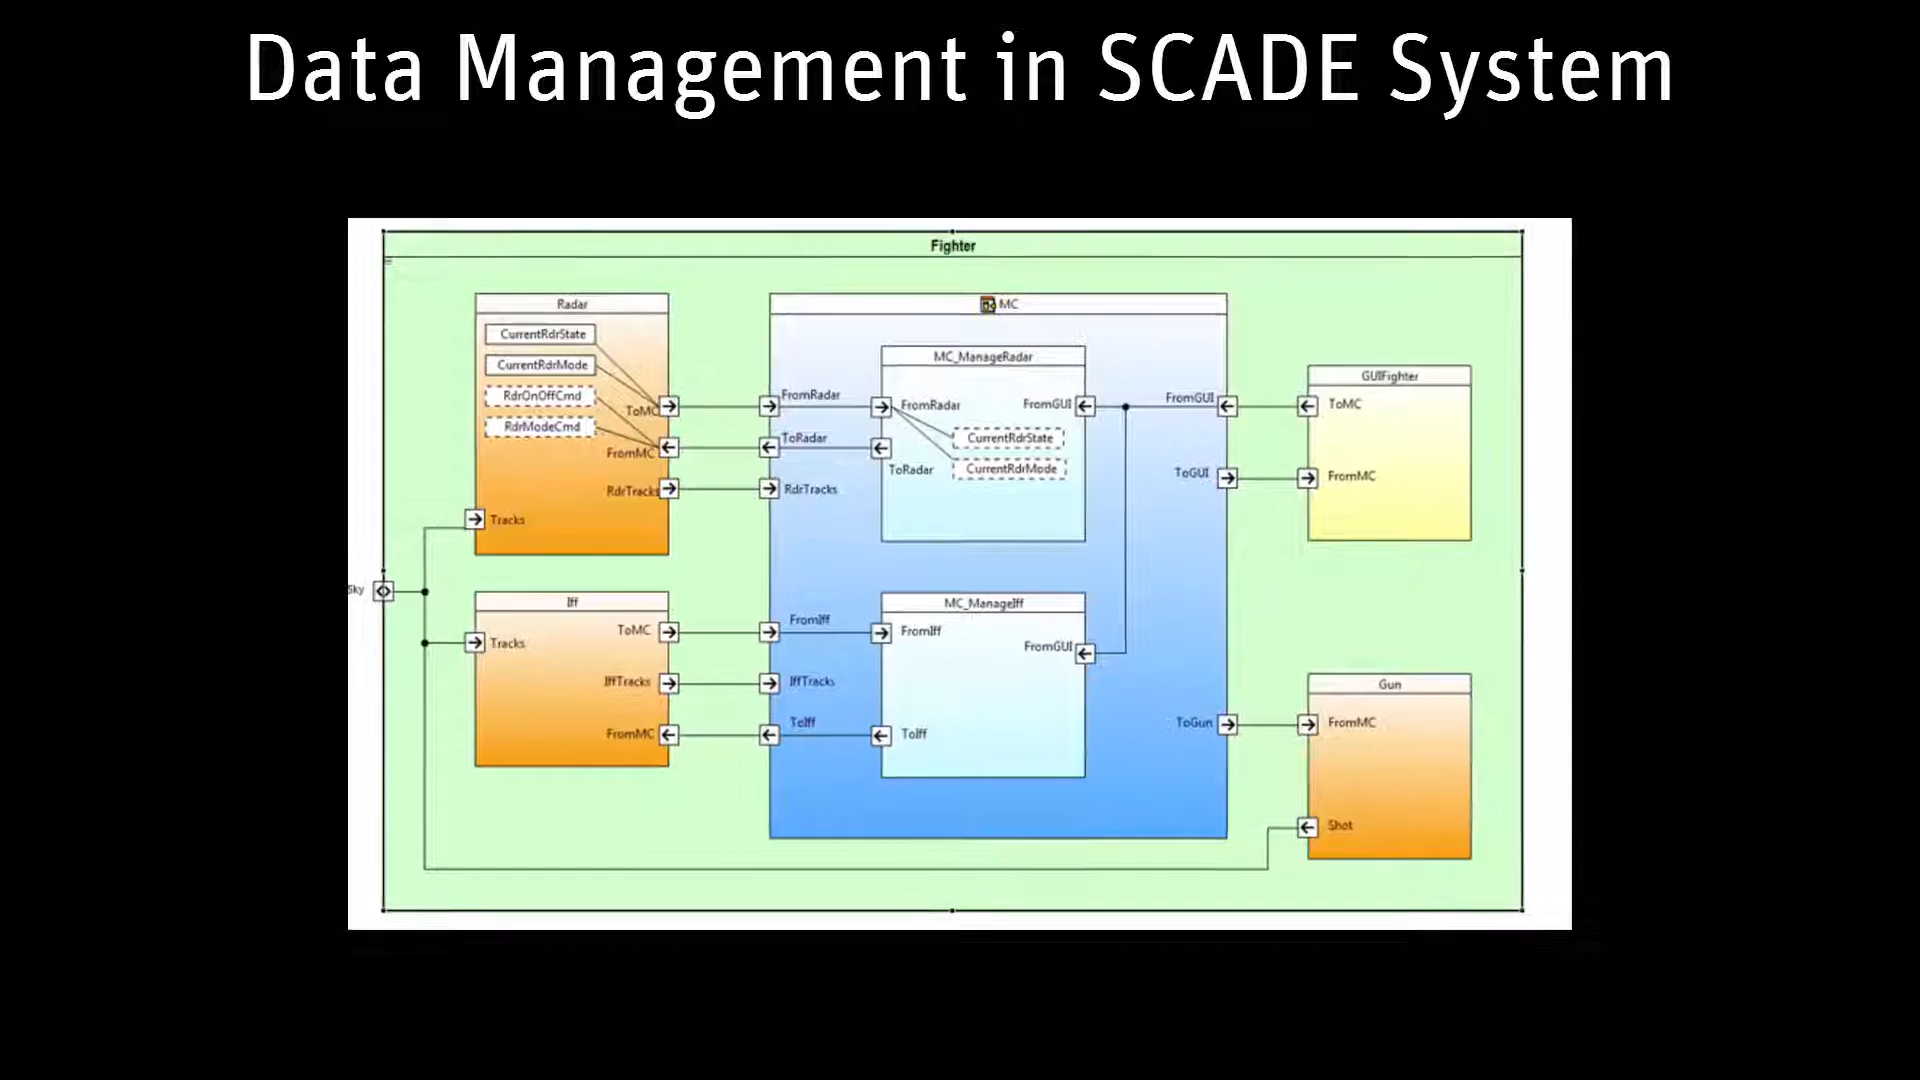 Data Management in SCADE System
Fighter
Radar
CurrentRdrState
CurrentRdrMode
RdrOnOffCmd
RdrModeCmd
ToMC
FromMC
RdrTracks
Tracks
Sky
Iff
ToMC
Tracks
IffTracks
FromMC
MC
FromRadar
ToRadar
RdrTracks
MC_ManageRadar
FromRadar
FromGUI
CurrentRdrState
CurrentRdrMode
ToRadar
FromGUI
ToGUI
FromIff
IffTracks
ToIff
MC_ManageIff
FromIff
FromGUI
ToIff
ToGun
GUIFighter
ToMC
FromMC
Gun
FromMC
Shot